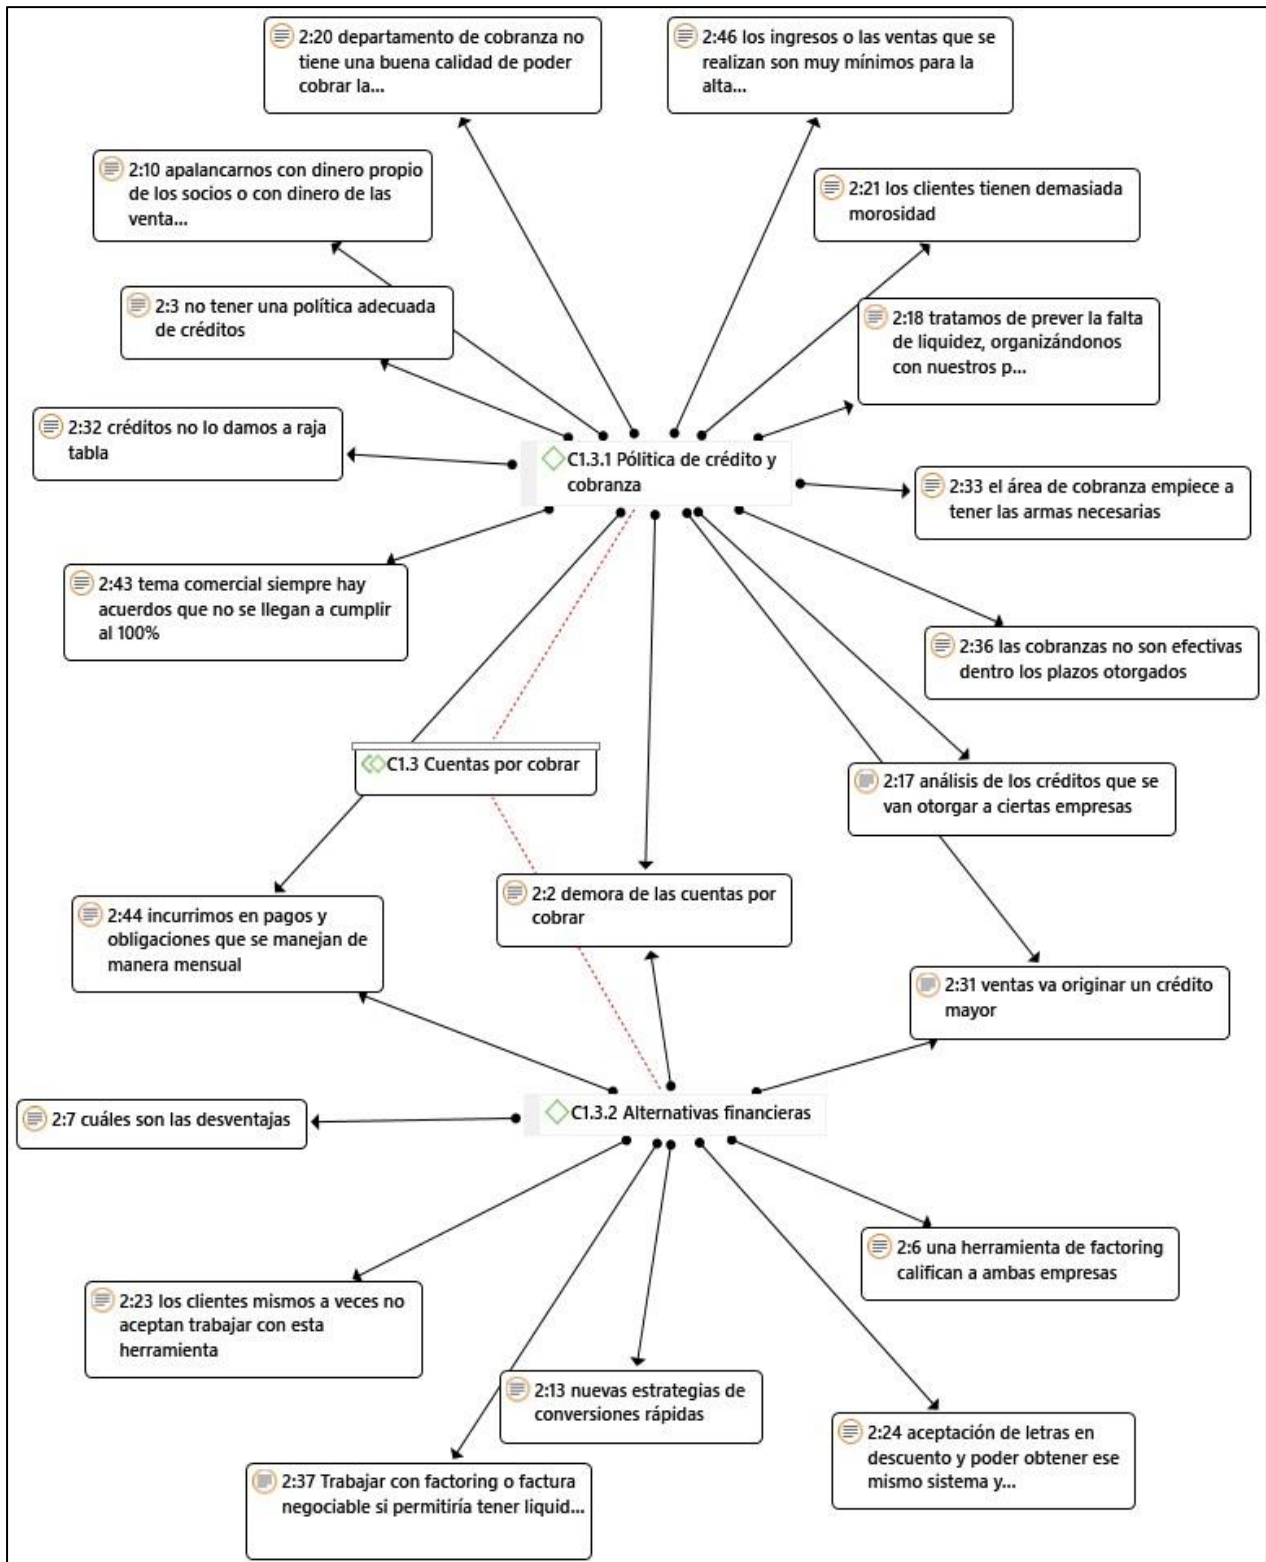 2:20 departamento de cobranza no
tiene una buena calidad de poder
cobrar la...
2:46 los ingresos o las ventas que se
realizan son muy mínimos para la
alta...
2:10 apalancarnos con dinero propio
de los socios o con dinero de las
venta...
2:21 los clientes tienen demasiada
morosidad
2:3 no tener una política adecuada
de créditos
2:18 tratamos de prever la falta
de liquidez, organizándonos
con nuestros p...
2:32 créditos no lo damos a raja
tabla
C1.3.1 Pólitica de crédito y
cobranza
2:33 el área de cobranza empiece a
tener las armas necesarias
2:43 tema comercial siempre hay
acuerdos que no se llegan a cumplir
al 100%
2:36 las cobranzas no son efectivas
dentro los plazos otorgados
C1.3 Cuentas por cobrar
2:17 análisis de los créditos que se
van otorgar a ciertas empresas
2:2 demora de las cuentas por
cobrar
2:44 incurrimos en pagos y
obligaciones que se manejan de
manera mensual
2:31 ventas va originar un crédito
mayor
C1.3.2 Alternativas financieras
2:7 cuáles son las desventajas
2:6 una herramienta de factoring
califican a ambas empresas
2:23 los clientes mismos a veces no
aceptan trabajar con esta
herramienta
2:13 nuevas estrategias de
conversiones rápidas
2:24 aceptación de letras en
descuento y poder obtener ese
mismo sistema y...
2:37 Trabajar con factoring o factura
negociable si permitiría tener liquid...